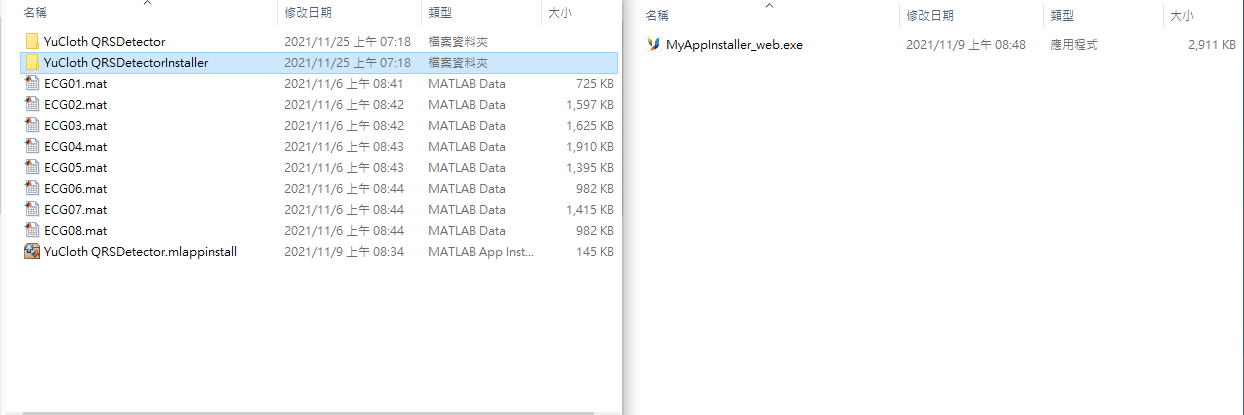 名稱 修改日期 類型 大小
YuCloth QRSDetector 2021/11/25 上午 07:18 檔案資料夾
YuCloth QRSDetectorInstaller 2021/11/25 上午 07:18 檔案資料夾
ECG01.mat 2021/11/6 上午 08:41 MATLAB Data 725 KB
ECG02.mat 2021/11/6 上午 08:42 MATLAB Data 1,597 KB
ECG03.mat 2021/11/6 上午 08:42 MATLAB Data 1,625 KB
ECG04.mat 2021/11/6 上午 08:43 MATLAB Data 1,910 KB
ECG05.mat 2021/11/6 上午 08:43 MATLAB Data 1,395 KB
ECG06.mat 2021/11/6 上午 08:44 MATLAB Data 982 KB
ECG07.mat 2021/11/6 上午 08:44 MATLAB Data 1,415 KB
ECG08.mat 2021/11/6 上午 08:44 MATLAB Data 982 KB
YuCloth QRSDetector.mlappinstall 2021/11/9 上午 08:34 MATLAB App Inst... 145 KB
名稱 修改日期 類型 大小
MyAppInstaller_web.exe 2021/11/9 上午 08:48 應用程式 2,911 KB